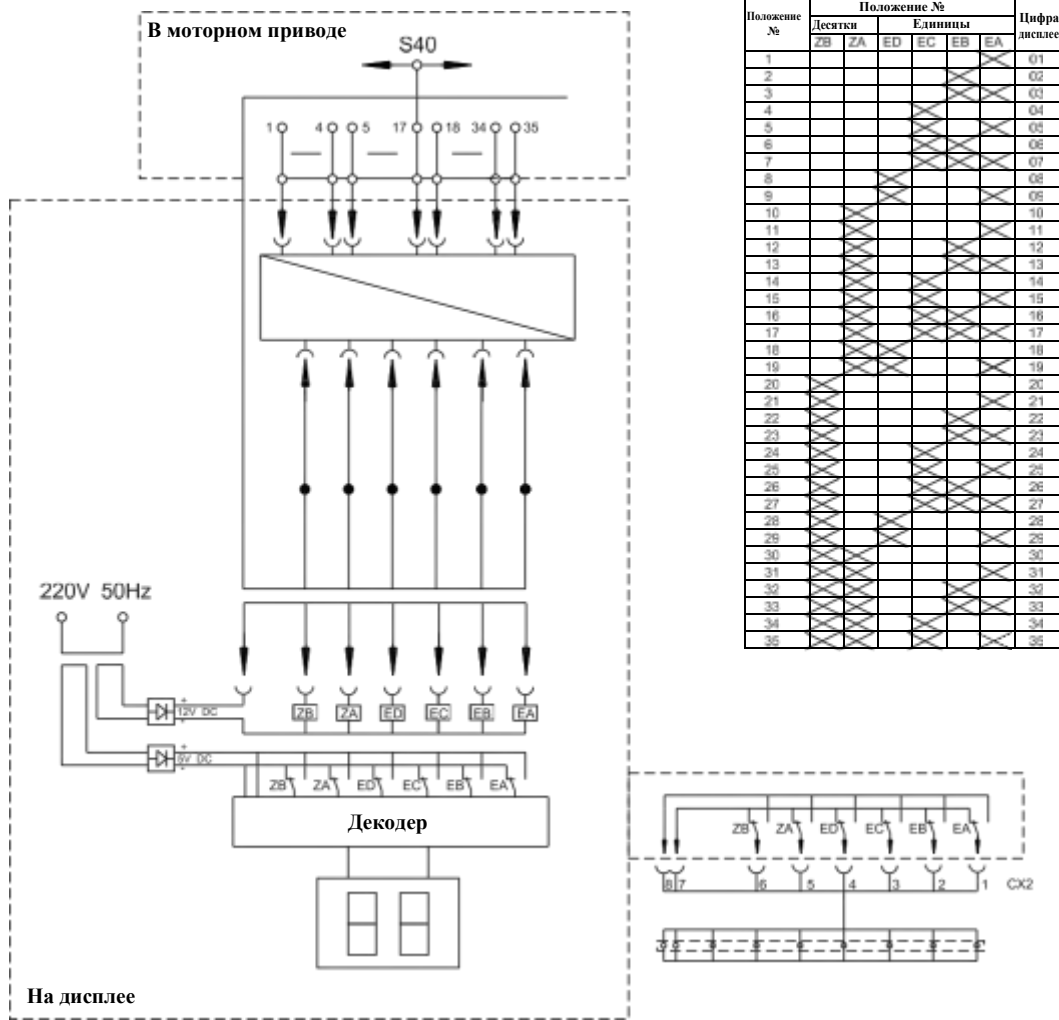 В моторном приводе
S40
1 4 5 17 18 34 35
220V 50Hz
12V DC
ZB ZA ED EC EB EA
5V DC
ZB ZA ED EC EB EA
Декодер
На дисплее
ZB ZA ED EC EB EA
8 7 6 5 4 3 2 1 CX2
Положение № Положение № Цифра дисплее
Десятки Единицы
ZB ZA ED EC EB EA
1 01
2 02
3 03
4 04
5 05
6 06
7 07
8 08
9 09
10 10
11 11
12 12
13 13
14 14
15 15
16 16
17 17
18 18
19 19
20 20
21 21
22 22
23 23
24 24
25 25
26 26
27 27
28 28
29 29
30 30
31 31
32 32
33 33
34 34
35 35